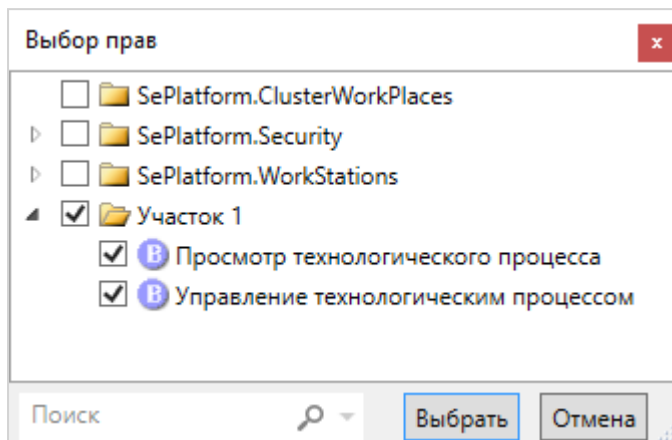 Выбор прав
x
SePlatform.ClusterWorkPlaces
SePlatform.Security
SePlatform.WorkStations
Участок 1
B Просмотр технологического процесса
B Управление технологическим процессом
Поиск Выбрать Отмена